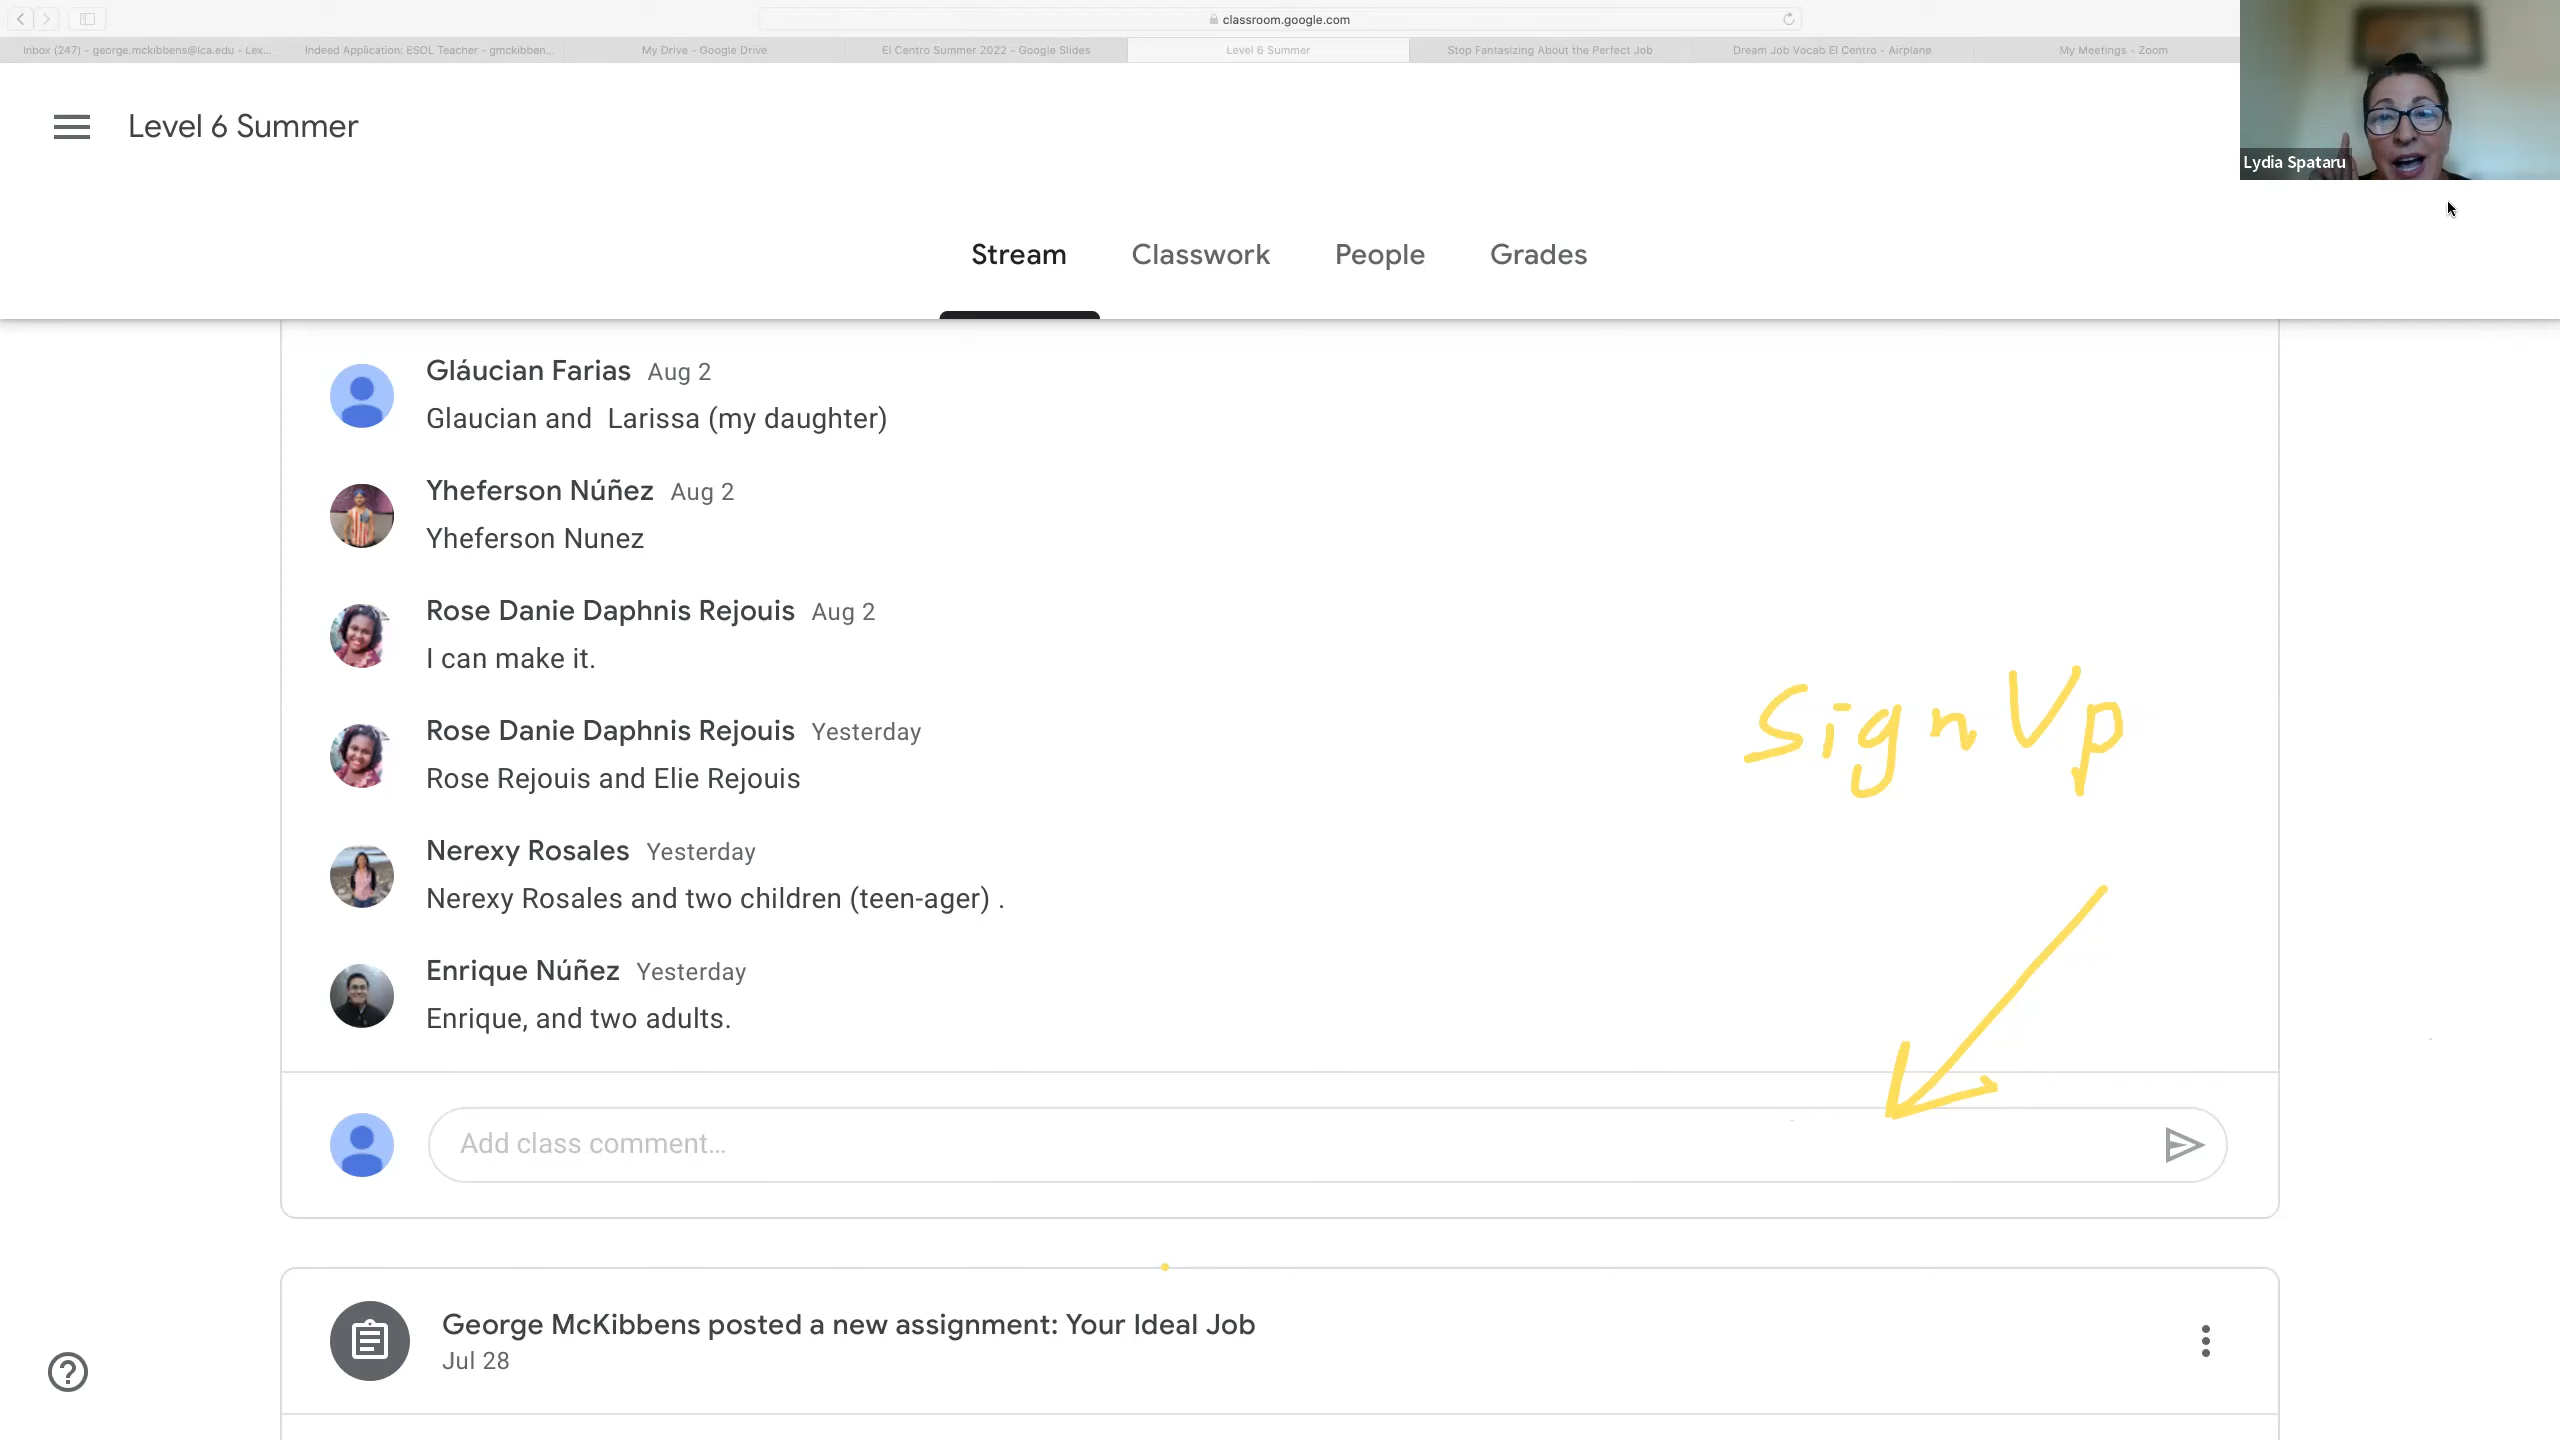 classroom.google.com
Inbox (247) - george.mckibbens@lca.edu - Lex...
Indeed Application: ESOL Teacher - gmckibben...
My Drive - Google Drive
El Centro Summer 2022 - Google Slides
Level 6 Summer
Stop Fantasizing About the Perfect Job
Dream Job Vocab El Centro - Airplane
My Meetings - Zoom
Level 6 Summer
Lydia Spataru
Stream Classwork People Grades
Gláucian Farias Aug 2
Glaucian and  Larissa (my daughter)
Yheferson Núñez Aug 2
Yheferson Nunez
Rose Danie Daphnis Rejouis Aug 2
I can make it.
Rose Danie Daphnis Rejouis Yesterday
Rose Rejouis and Elie Rejouis
Sign Up
Nerexy Rosales Yesterday
Nerexy Rosales and two children (teen-ager) .
Enrique Núñez Yesterday
Enrique, and two adults.
Add class comment...
George McKibbens posted a new assignment: Your Ideal Job
Jul 28